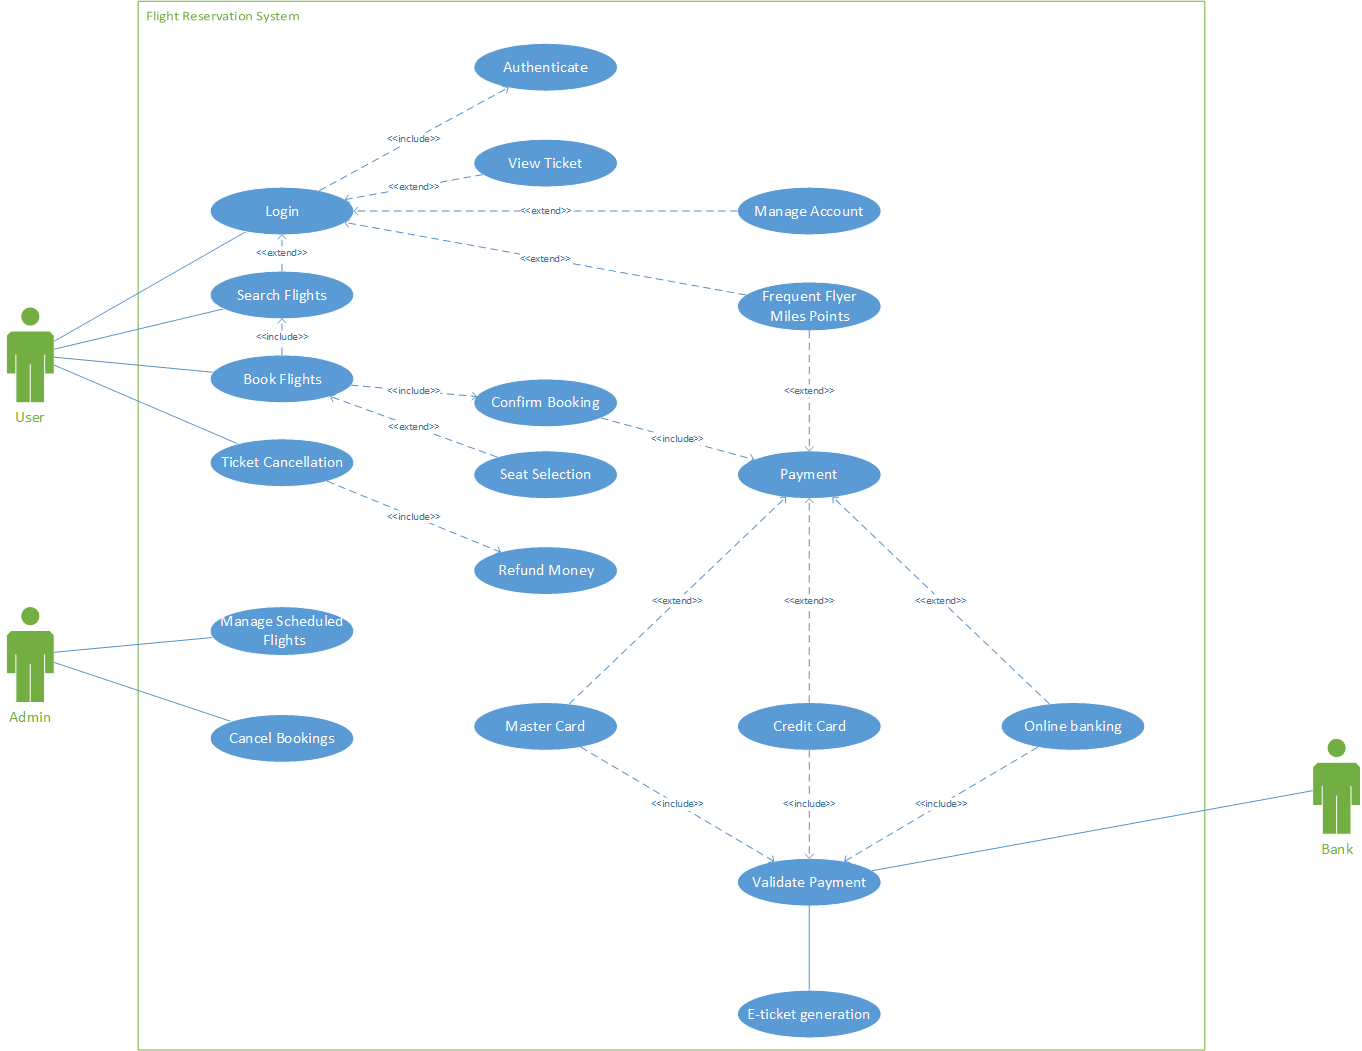 Flight Reservation System
Authenticate
<<include>>
View Ticket
<<extend>>
Login
<<extend>>
Manage Account
<<extend>>
<<extend>>
Search Flights
Frequent Flyer
Miles Points
<<include>>
Book Flights
<<include>>
<<extend>>
Confirm Booking
User
<<extend>>
<<include>>
Ticket Cancellation
Seat Selection
Payment
<<include>>
Refund Money
<<extend>>
<<extend>>
<<extend>>
Manage Scheduled
Flights
Admin
Cancel Bookings
Master Card
Credit Card
Online banking
<<include>>
<<include>>
<<include>>
Bank
Validate Payment
E-ticket generation